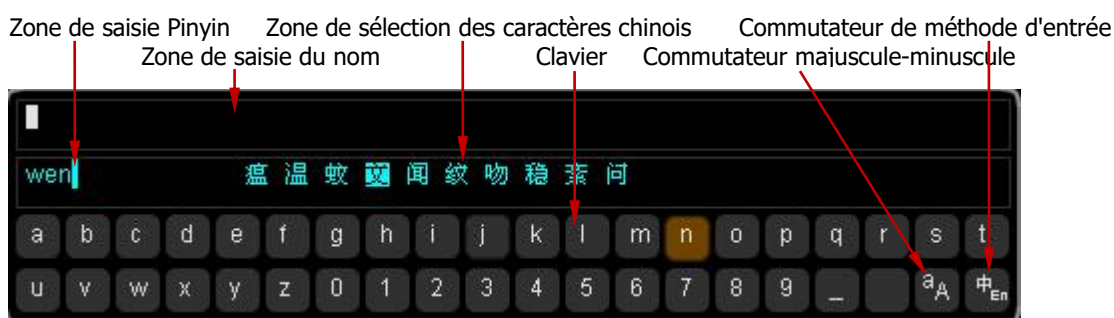 Zone de saisie Pinyin Zone de sélection des caractères chinois Commutateur de méthode d'entrée
Zone de saisie du nom Clavier Commutateur majuscule-minuscule
wen 瘟 温 蚊 文 闻 纹 吻 稳 紊 问
a b c d e f g h i j k l m n o p q r s t
u v w x y z 0 1 2 3 4 5 6 7 8 9 _ aA 中En